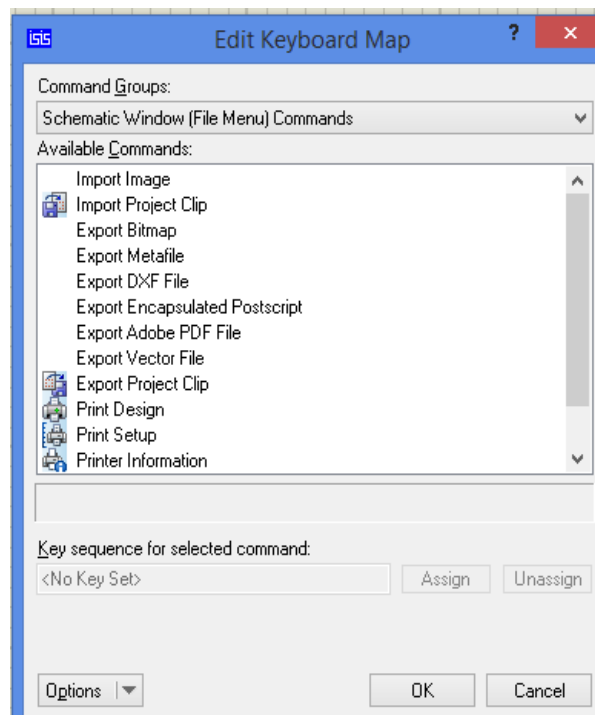 isis Edit Keyboard Map ? ×
Command Groups:
Schematic Window (File Menu) Commands
Available Commands:
Import Image
Import Project Clip
Export Bitmap
Export Metafile
Export DXF File
Export Encapsulated Postscript
Export Adobe PDF File
Export Vector File
Export Project Clip
Print Design
Print Setup
Printer Information
Key sequence for selected command:
<No Key Set> Assign Unassign
Options OK Cancel